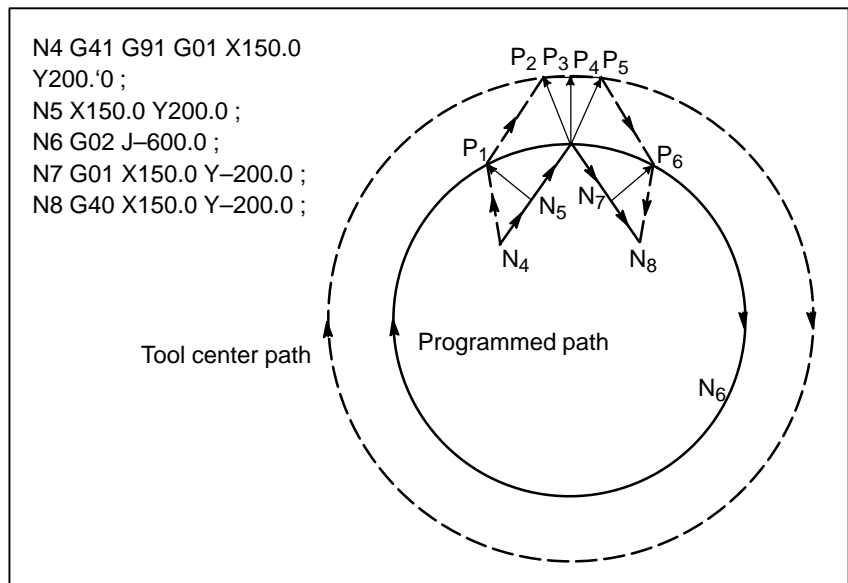 N4 G41 G91 G01 X150.0
Y200.‘0 ;
N5 X150.0 Y200.0 ;
N6 G02 J–600.0 ;
N7 G01 X150.0 Y–200.0 ;
N8 G40 X150.0 Y–200.0 ;
P2 P3 P4 P5
P1
P6
N5
N7
N4
N8
Tool center path
Programmed path
N6